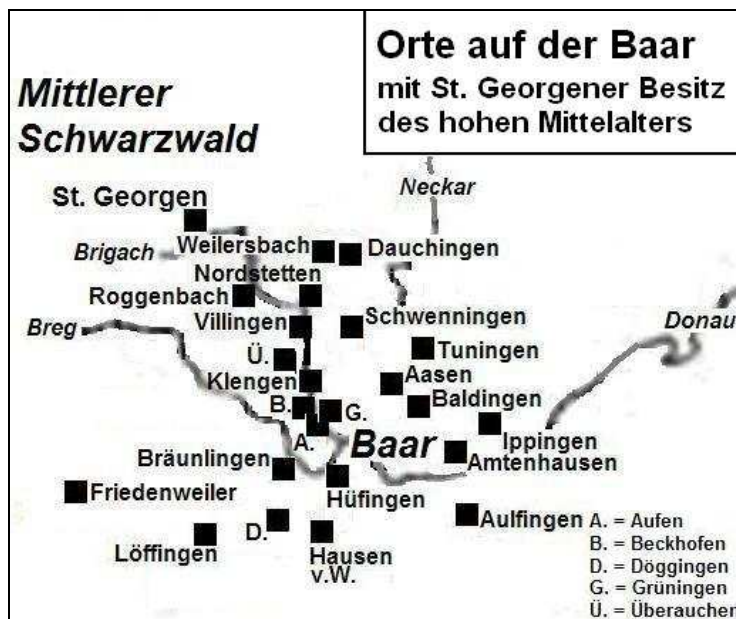 Orte auf der Baar
mit St. Georgener Besitz
des hohen Mittelalters
Mittlerer
Schwarzwald
Neckar
St. Georgen
Brigach
Weilersbach
Dauchingen
Nordstetten
Roggenbach
Breg
Villingen
Schwenningen
Donau
Ü.
Tuningen
Klengen
Aasen
B.
G.
Baldingen
A.
Baar
Ippingen
Bräunlingen
Amtenhausen
Friedenweiler
Hüfingen
D.
Aulfingen
Löffingen
Hausen
v.W.
A. = Aufen
B. = Beckhofen
D. = Döggingen
G. = Grüningen
Ü. = Überauchen